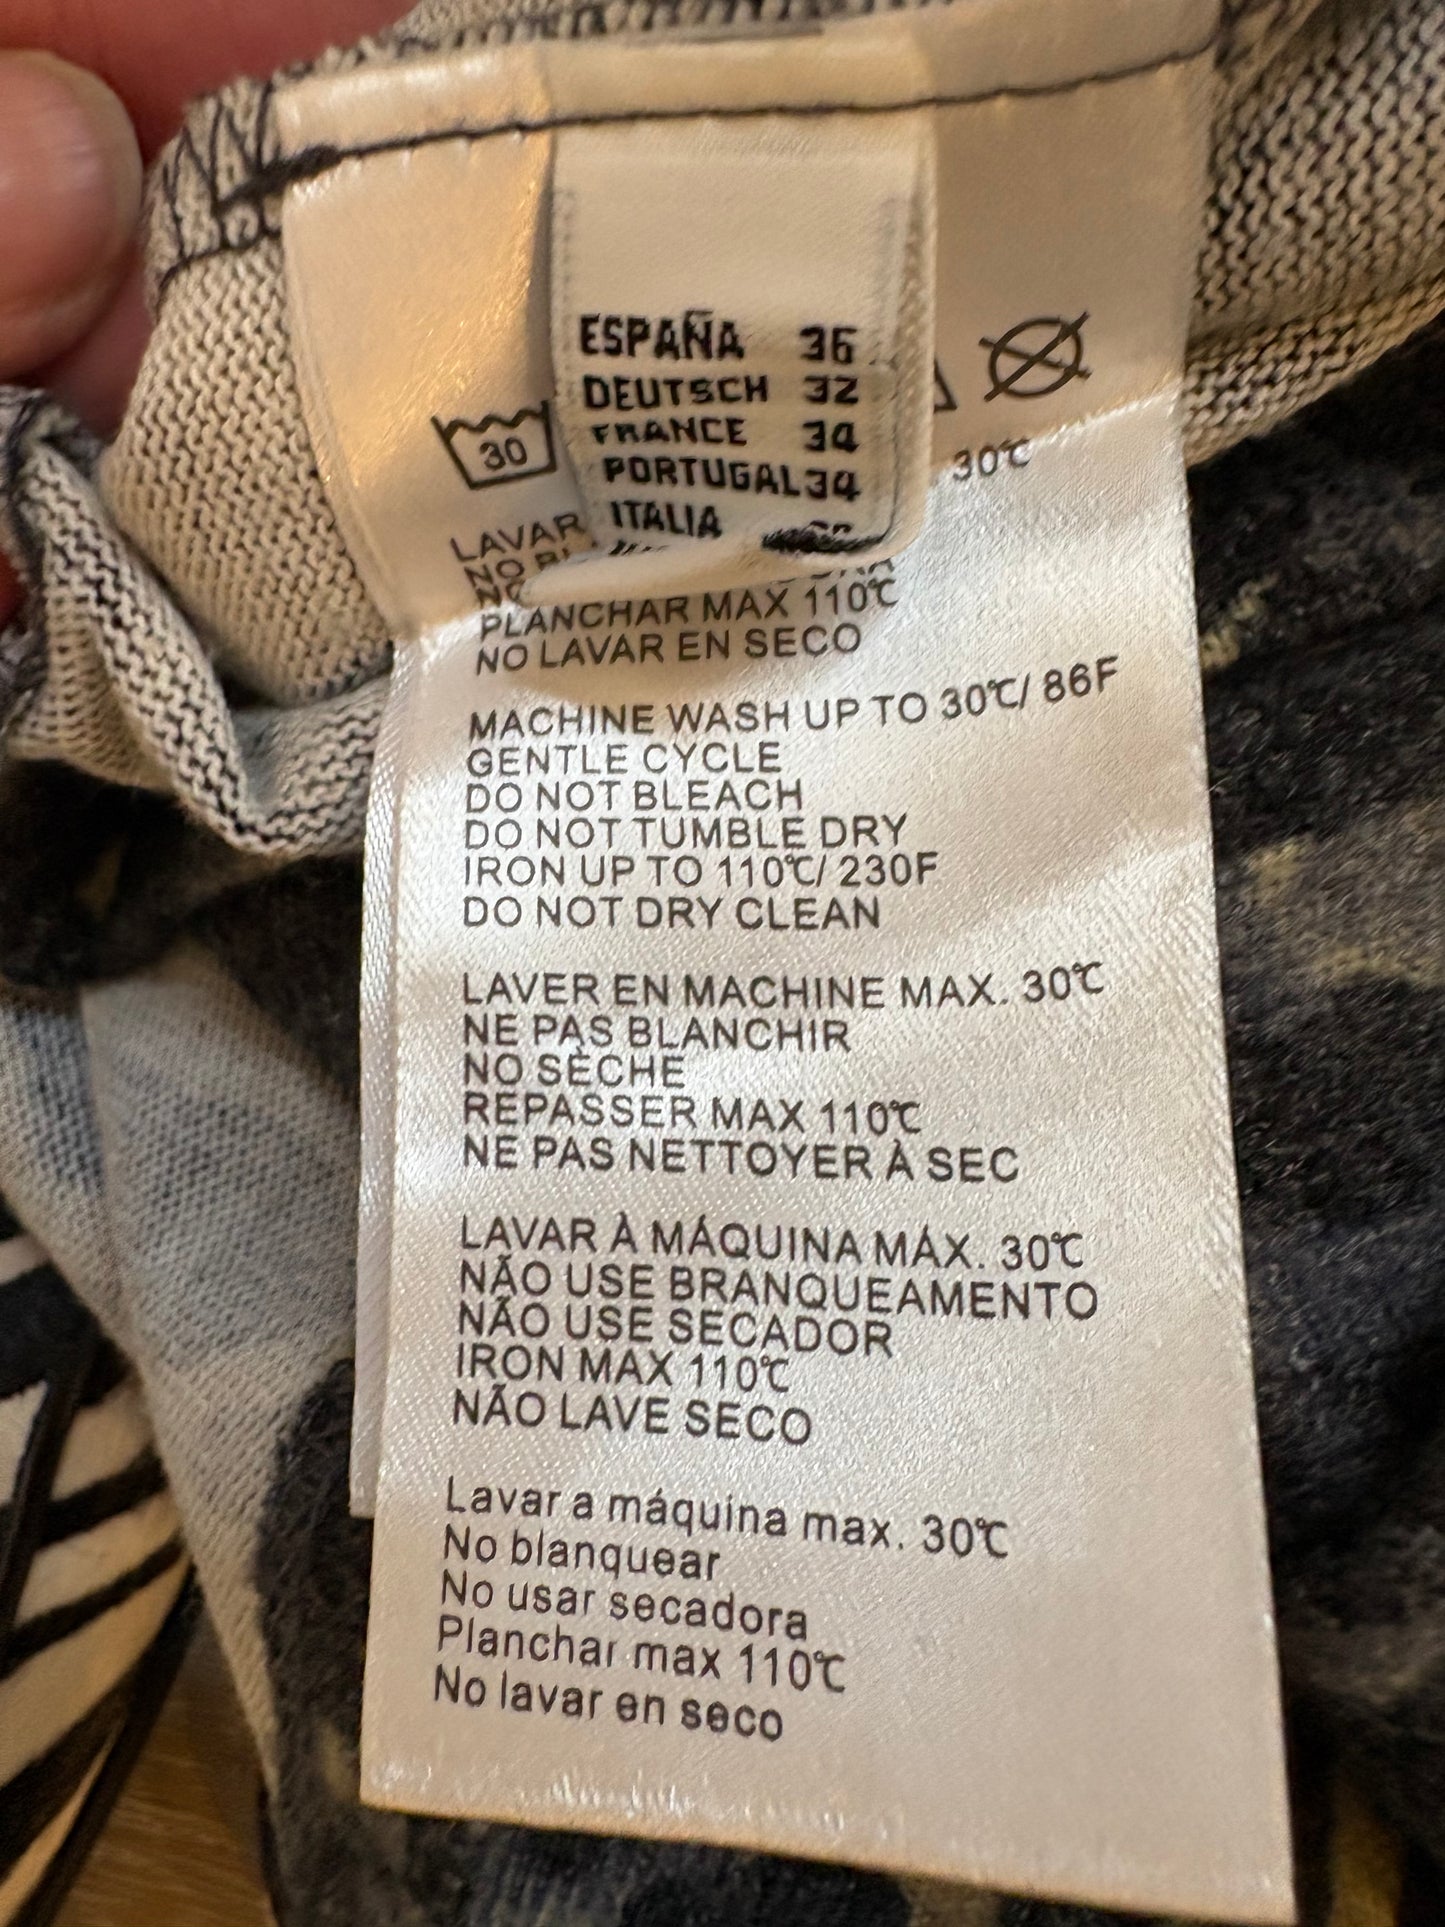 ESPAÑA 36
DEUTSCH 32
FRANCE 34
PORTUGAL 34
ITALIA
30
30℃
LAVAR
NO
PLANCHAR MAX 110℃
NO LAVAR EN SECO
MACHINE WASH UP TO 30℃/ 86F
GENTLE CYCLE
DO NOT BLEACH
DO NOT TUMBLE DRY
IRON UP TO 110℃/ 230F
DO NOT DRY CLEAN
LAVER EN MACHINE MAX. 30℃
NE PAS BLANCHIR
NO SÈCHE
REPASSER MAX 110℃
NE PAS NETTOYER À SEC
LAVAR À MÁQUINA MÁX. 30℃
NÃO USE BRANQUEAMENTO
NÃO USE SECADOR
IRON MAX 110℃
NÃO LAVE SECO
Lavar a máquina max. 30℃
No blanquear
No usar secadora
Planchar max 110℃
No lavar en seco